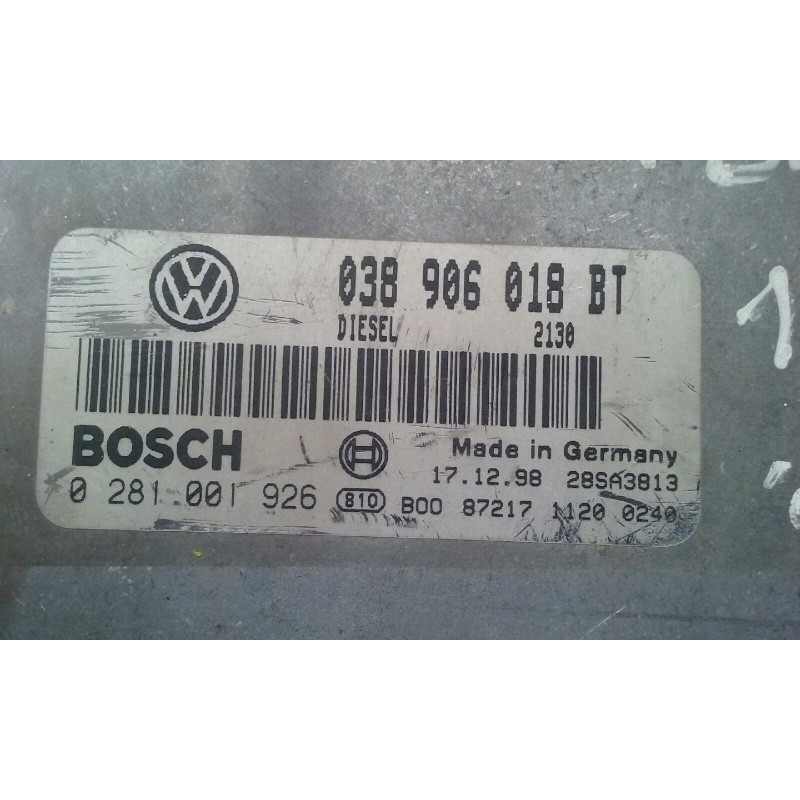 038 906 018 BT
DIESEL 2130
BOSCH
Made in Germany
17.12.98 28SA3813
0 281 001 926 810 B00 87217 1120 0240